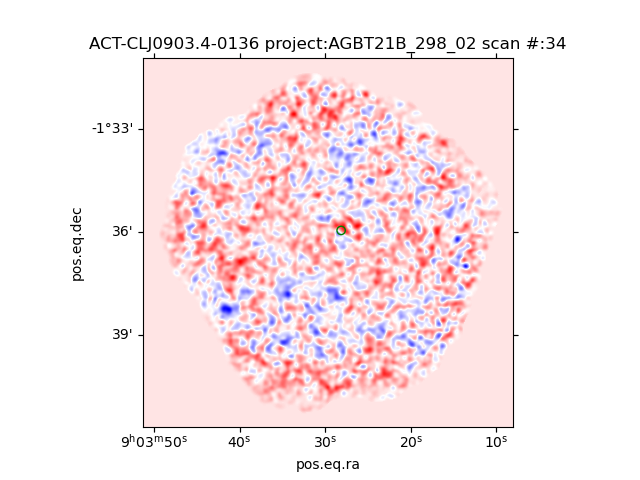 ACT-CLJ0903.4-0136 project:AGBT21B_298_02 scan #:34
-1°33'
36'
39'
pos.eq.dec
9h03m50s 40s 30s 20s 10s
pos.eq.ra